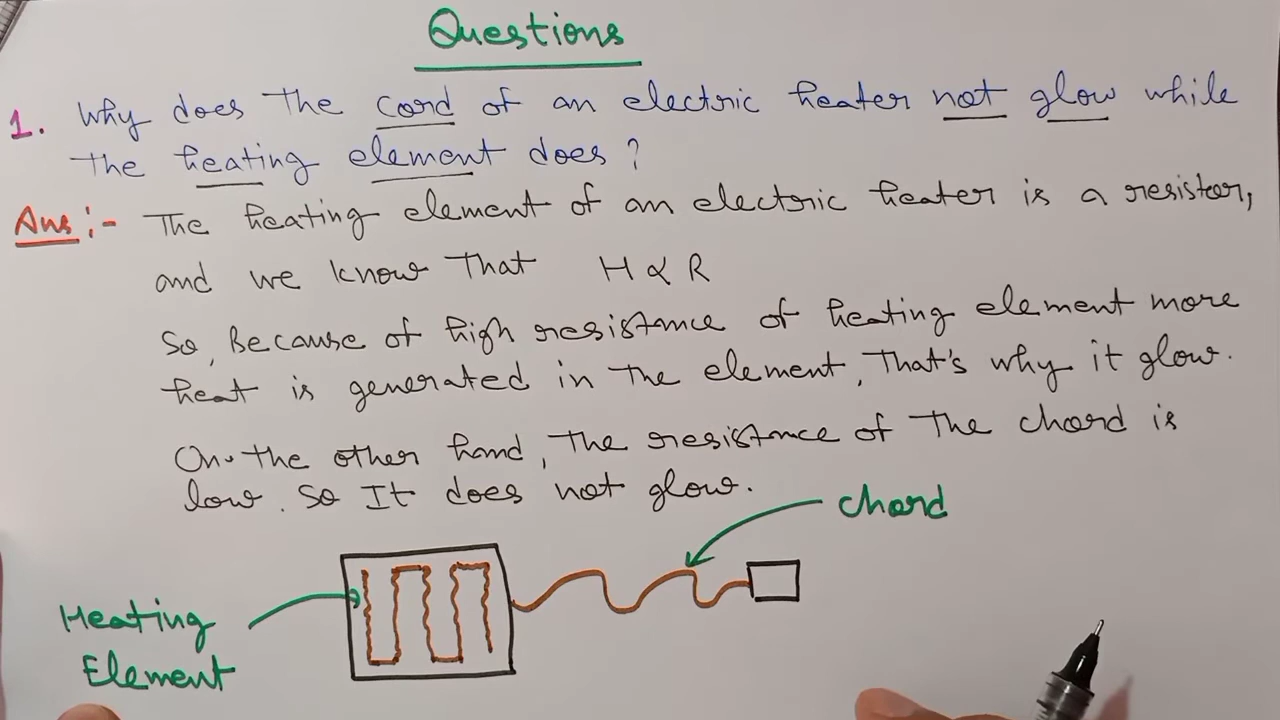 Questions
1. Why does the cord of an electric heater not glow while
the heating element does?
Ans :- The heating element of an electric heater is a resistor,
and we know that H ∝ R
So, Because of high resistance of heating element more
heat is generated in the element, That's why it glow.
On the other hand, the resistance of the chord is
low. So It does not glow.
chord
Heating
Element